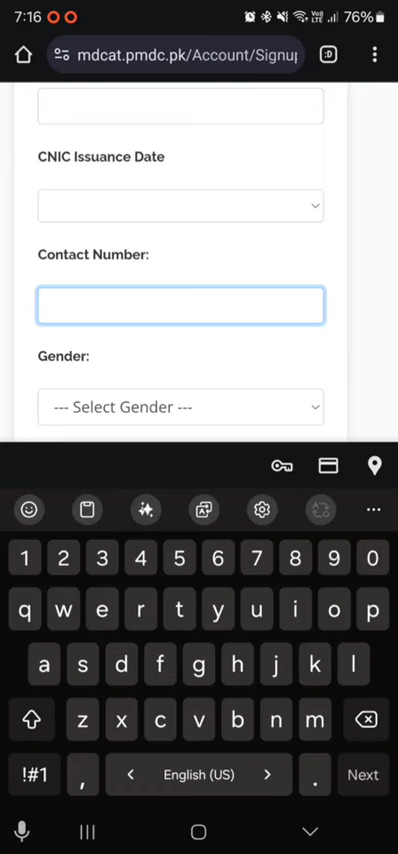 7:16 76%
mdcat.pmdc.pk/Account/Signup :D
CNIC Issuance Date
Contact Number:
Gender:
--- Select Gender ---
1 2 3 4 5 6 7 8 9 0
q w e r t y u i o p
a s d f g h j k l
z x c v b n m
!#1 , < English (US) > . Next